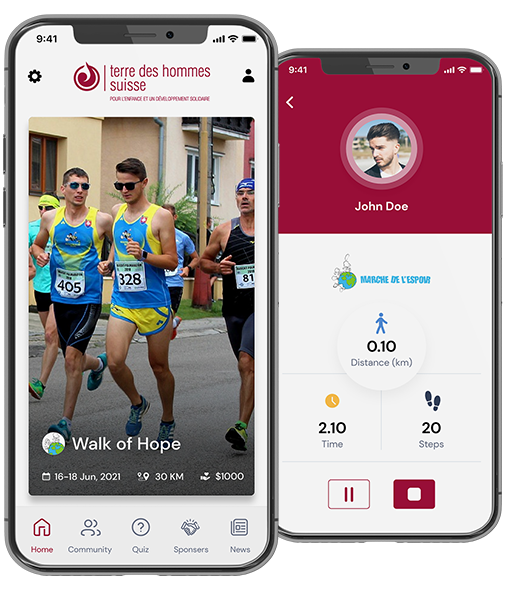 9:41
terre des hommes
suisse
POUR L'ENFANCE ET UN DÉVELOPPEMENT SOLIDAIRE
405
328
81
Walk of Hope
16-18 Jun, 2021
30 KM
$1000
Home
Community
Quiz
Sponsers
News
9:41
John Doe
MARCHE DE L'ESPOIR
0.10
Distance (km)
2.10
Time
20
Steps